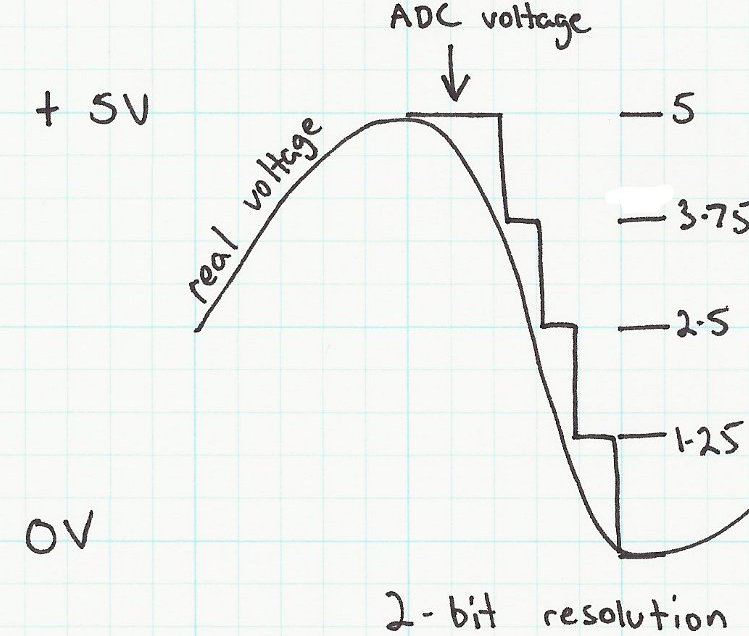 ADC voltage
+ 5V
real voltage
5
3.75
2.5
1.25
0V
2-bit resolution